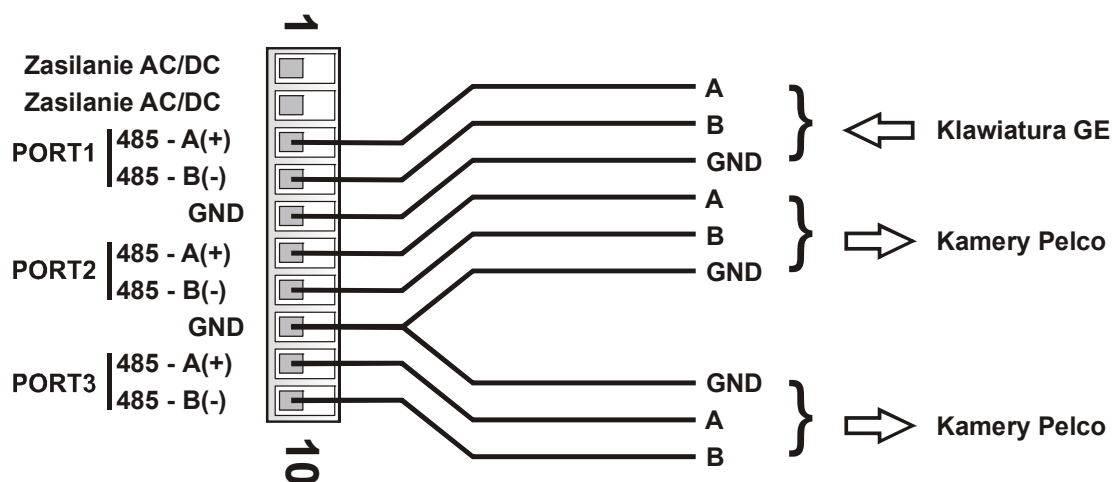 1
Zasilanie AC/DC
Zasilanie AC/DC
PORT1
485 - A(+)
485 - B(-)
GND
PORT2
485 - A(+)
485 - B(-)
GND
PORT3
485 - A(+)
485 - B(-)
10
A
B
GND
Klawiatura GE
A
B
GND
Kamery Pelco
GND
A
B
Kamery Pelco